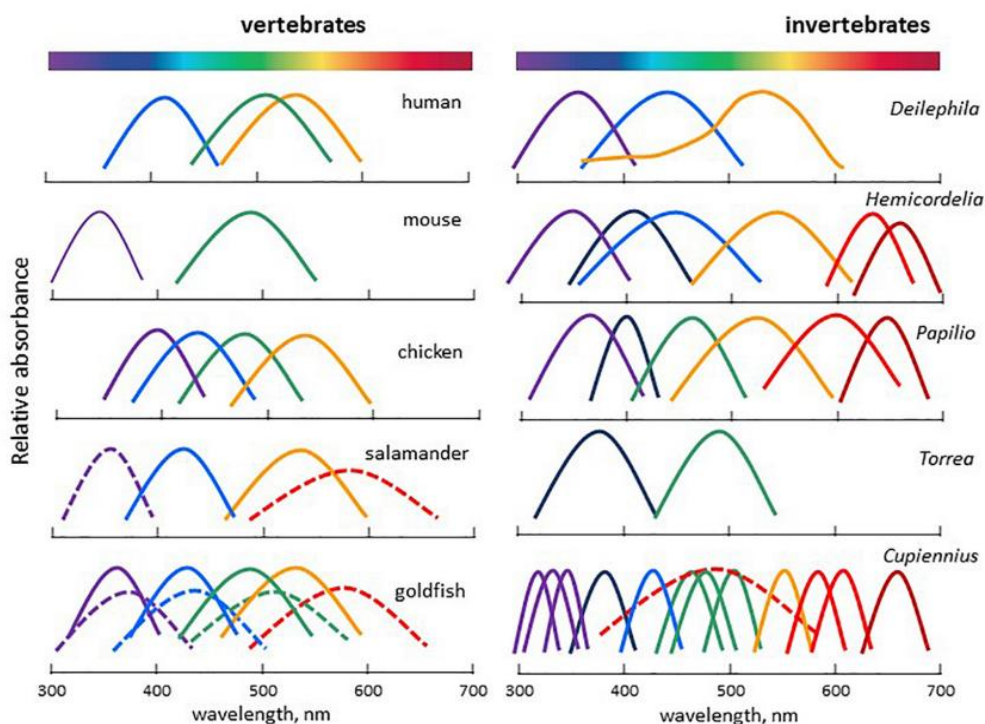 vertebrates
invertebrates
human
Deilephila
Hemicordelia
mouse
Papilio
chicken
Relative absorbance
salamander
Torrea
Cupiennius
goldfish
300 400 500 600 700
300 400 500 600 700
wavelength, nm
wavelength, nm